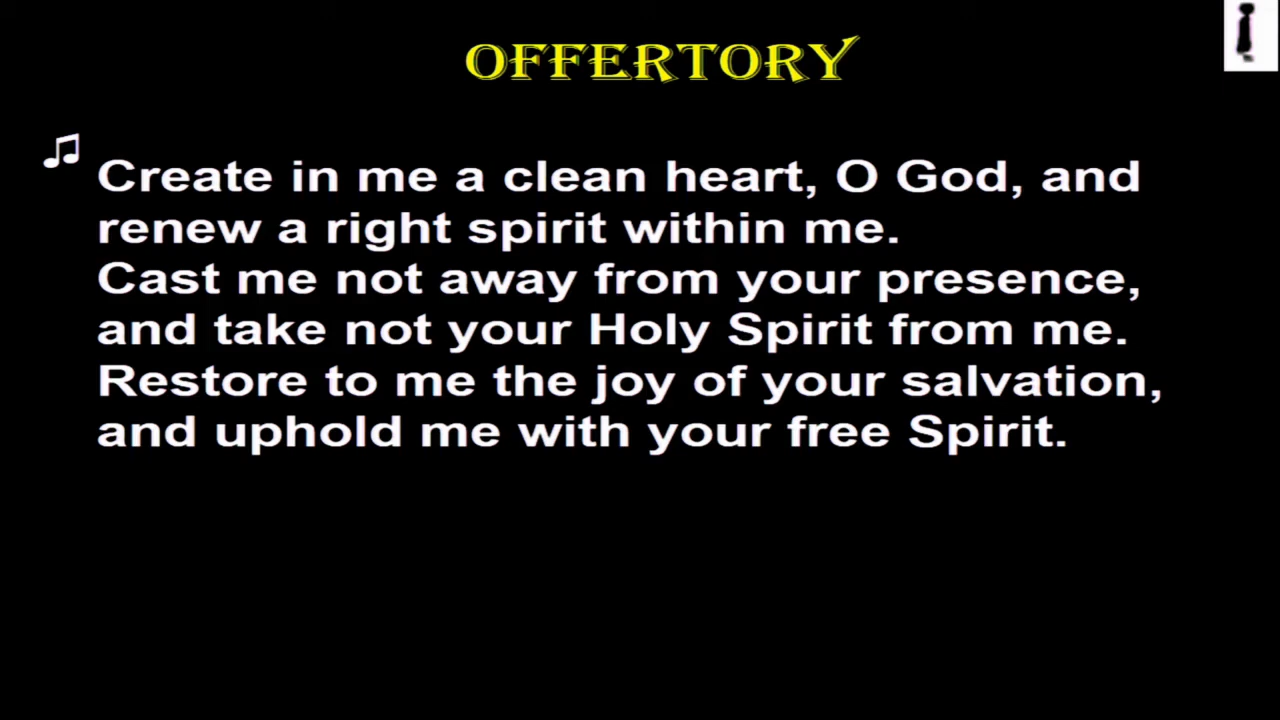 OFFERTORY
Create in me a clean heart, O God, and
renew a right spirit within me.
Cast me not away from your presence,
and take not your Holy Spirit from me.
Restore to me the joy of your salvation,
and uphold me with your free Spirit.